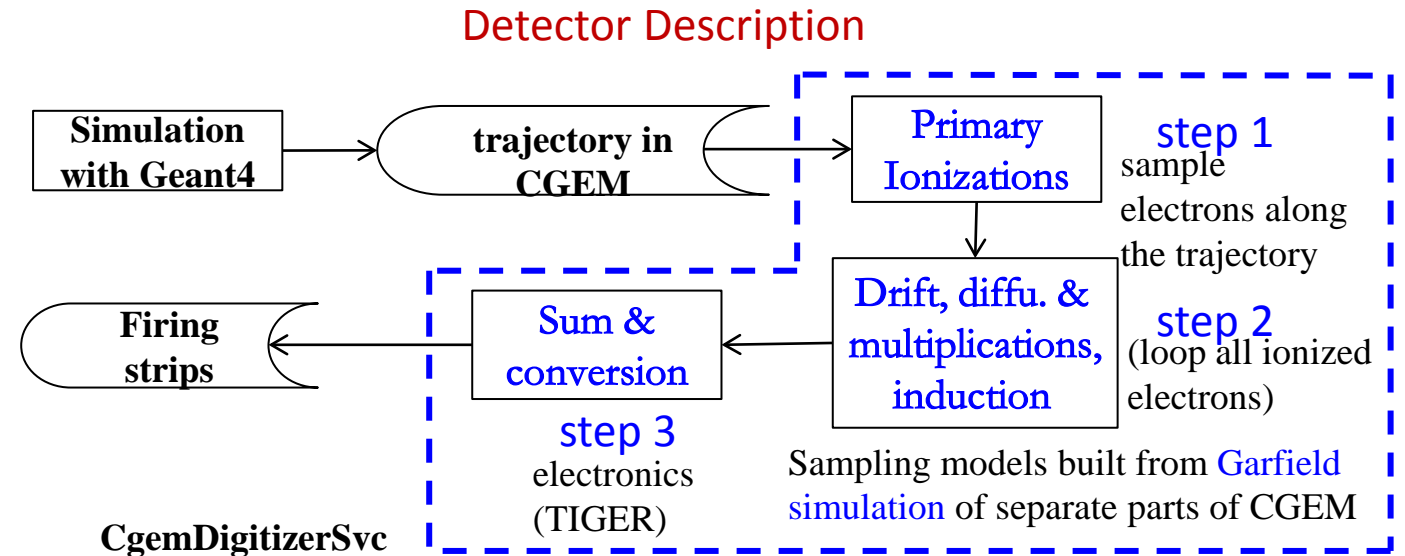 Detector Description
Simulation
with Geant4
trajectory in
CGEM
Primary
Ionizations
step 1
sample
electrons along
the trajectory
Drift, diffu. &
multiplications,
induction
step 2
(loop all ionized
electrons)
Sum &
conversion
step 3
electronics
(TIGER)
Firing
strips
Sampling models built from Garfield
simulation of separate parts of CGEM
CgemDigitizerSvc